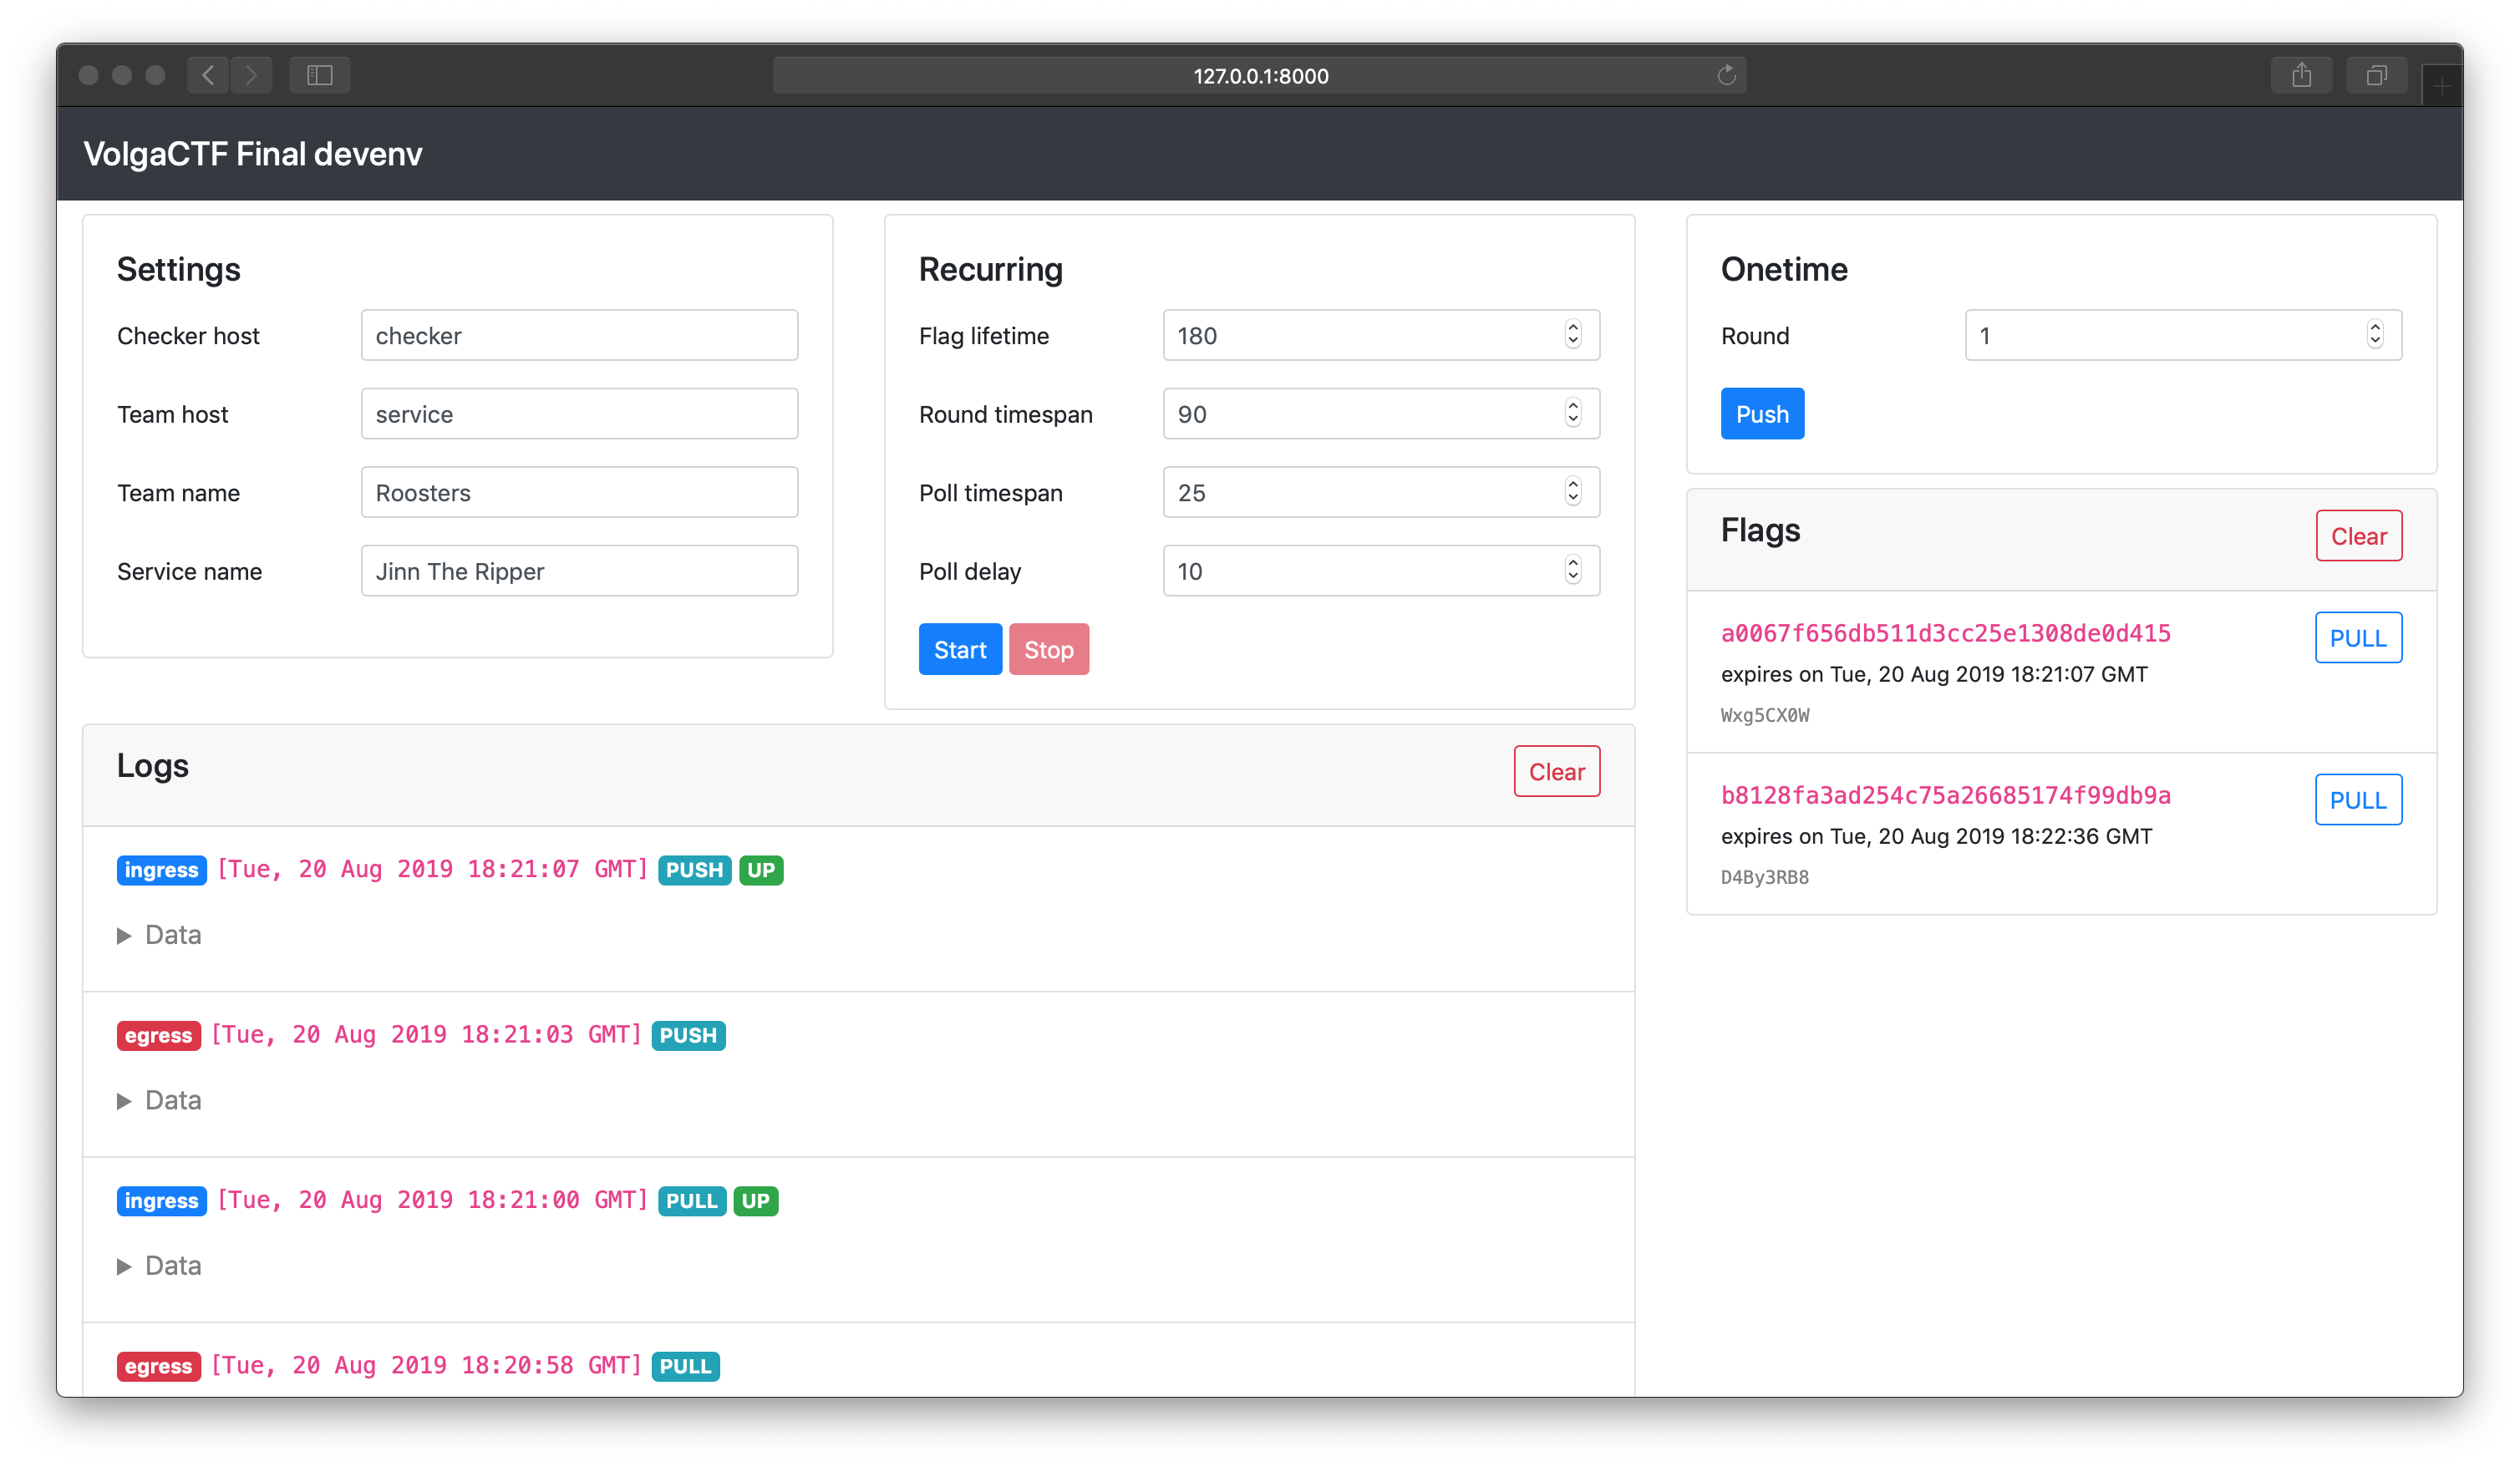 127.0.0.1:8000
VolgaCTF Final devenv
Settings
Checker host checker
Team host service
Team name Roosters
Service name Jinn The Ripper
Recurring
Flag lifetime 180
Round timespan 90
Poll timespan 25
Poll delay 10
Start Stop
Onetime
Round 1
Push
Flags Clear
a0067f656db511d3cc25e1308de0d415 PULL
expires on Tue, 20 Aug 2019 18:21:07 GMT
Wxg5CX0W
b8128fa3ad254c75a26685174f99db9a PULL
expires on Tue, 20 Aug 2019 18:22:36 GMT
D4By3RB8
Logs Clear
ingress [Tue, 20 Aug 2019 18:21:07 GMT] PUSH UP
Data
egress [Tue, 20 Aug 2019 18:21:03 GMT] PUSH
Data
ingress [Tue, 20 Aug 2019 18:21:00 GMT] PULL UP
Data
egress [Tue, 20 Aug 2019 18:20:58 GMT] PULL